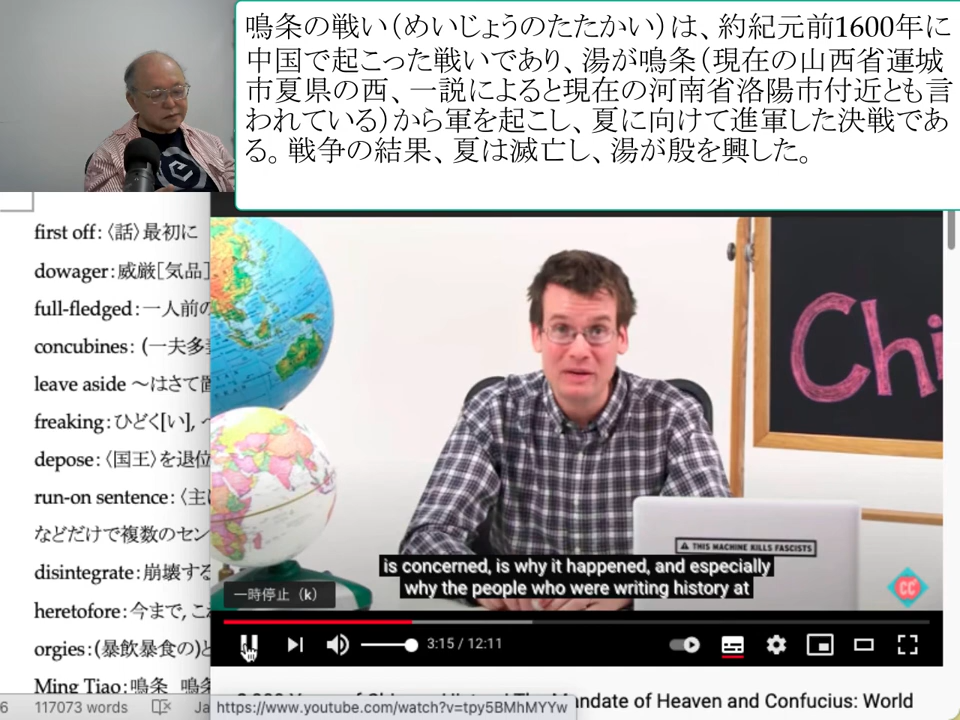 鳴条の戦い（めいじょうのたたかい）は、約紀元前1600年に
中国で起こった戦いであり、湯が鳴条（現在の山西省運城
市夏県の西、一説によると現在の河南省洛陽市付近とも言
われている）から軍を起こし、夏に向けて進軍した決戦であ
る。戦争の結果、夏は滅亡し、湯が殷を興した。
first off:〈話〉最初に
dowager:威厳［気品］
full-fledged:一人前の
concubines: (一夫多妻
leave aside 〜はさて置
freaking:ひどく[い],
depose:〈国王〉を退位
run-on sentence:〈主に
などだけで複数のセン
disintegrate:崩壊する
heretofore:今まで,これ
orgies:(暴飲暴食の)と
Ming Tiao:鳴条 鳴条
Chi
THIS MACHINE KILLS FASCISTS
is concerned, is why it happened, and especially
why the people who were writing history at
CC
一時停止（k）
3:15 / 12:11
Mandate of Heaven and Confucius: World
6 117073 words Ja
https://www.youtube.com/watch?v=tpy5BMhMYYw